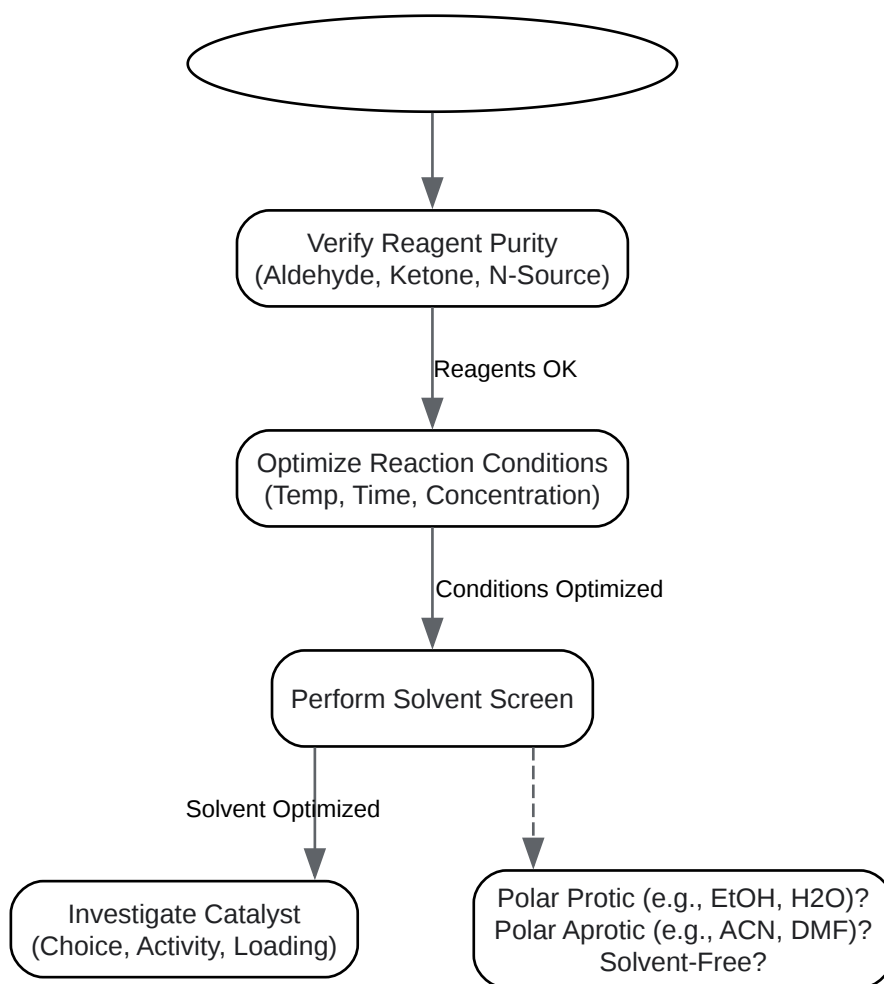 Verify Reagent Purity
(Aldehyde, Ketone, N-Source)
Reagents OK
Optimize Reaction Conditions
(Temp, Time, Concentration)
Conditions Optimized
Perform Solvent Screen
Solvent Optimized
Investigate Catalyst
(Choice, Activity, Loading)
Polar Protic (e.g., EtOH, H2O)?
Polar Aprotic (e.g., ACN, DMF)?
Solvent-Free?